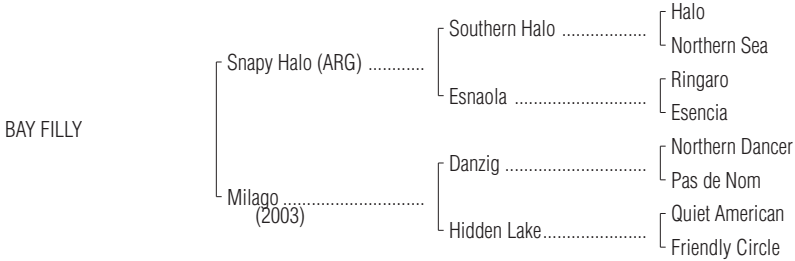 Halo
Southern Halo ..................
Northern Sea
Snapy Halo (ARG) ............
Ringaro
Esnaola ............................
Esencia
BAY FILLY
Northern Dancer
Danzig ..............................
Pas de Nom
Milago ..............................
(2003)
Quiet American
Hidden Lake......................
Friendly Circle